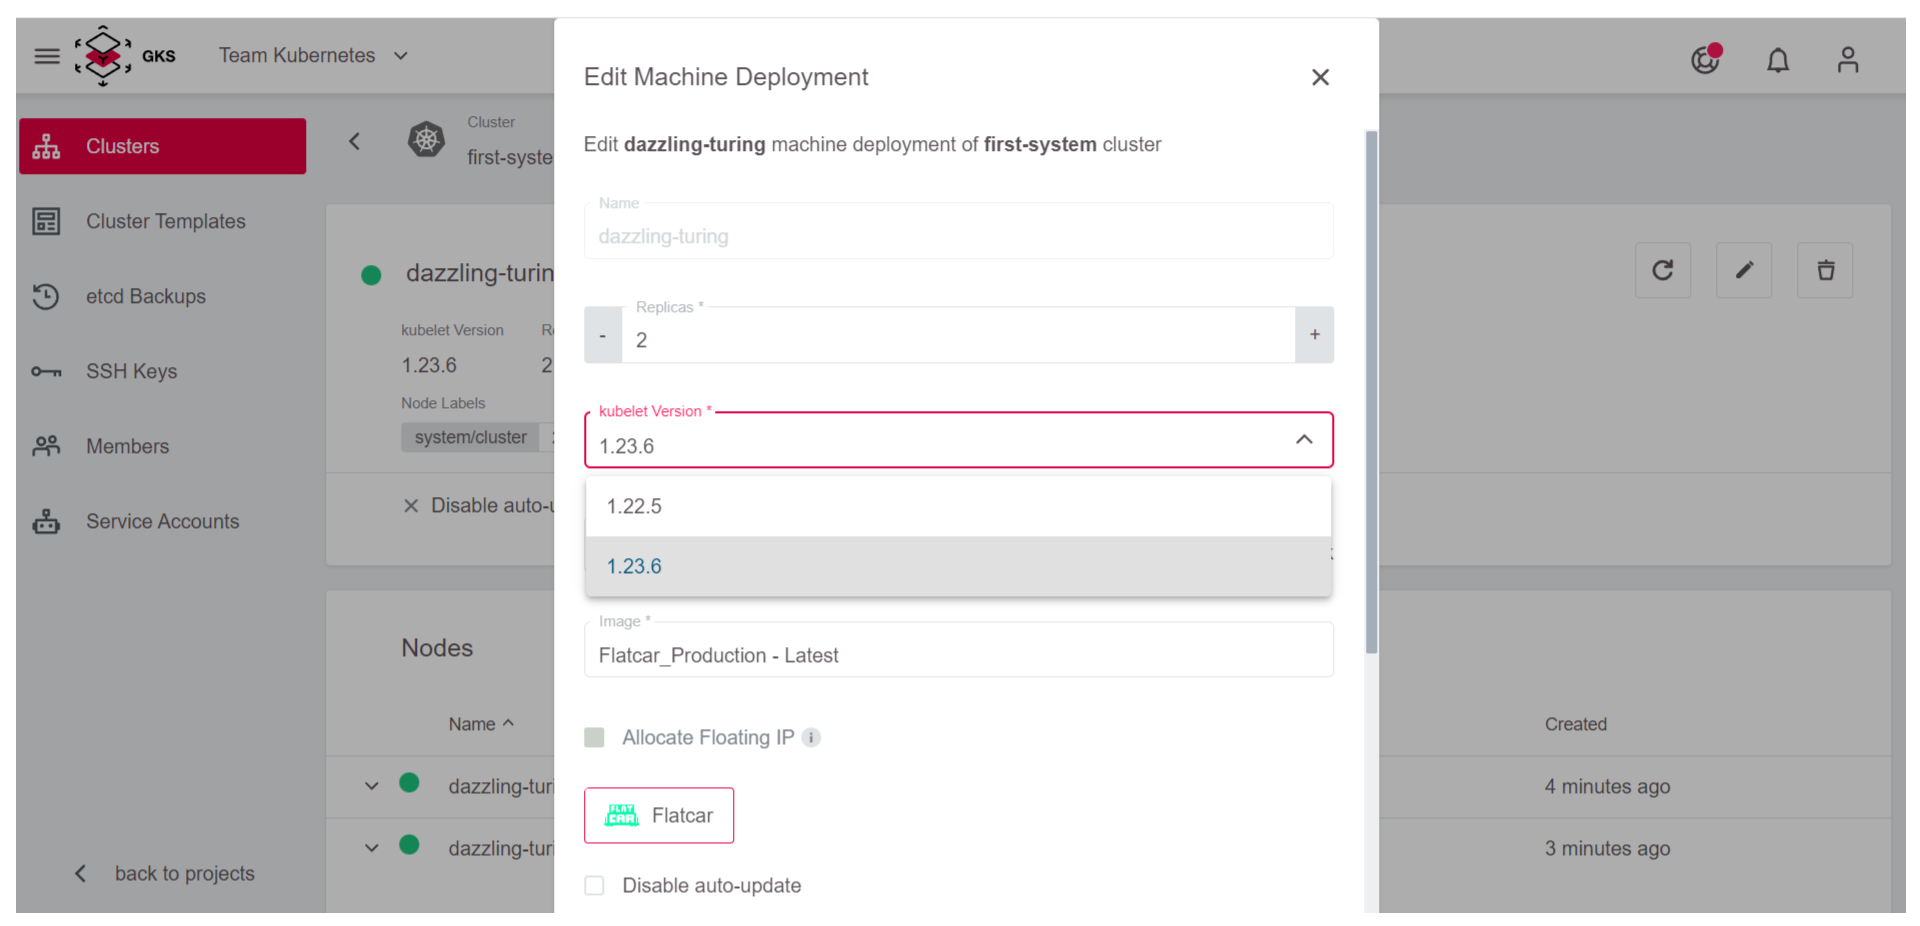 GKS
Team Kubernetes
Clusters
Cluster Templates
etcd Backups
SSH Keys
Members
Service Accounts
back to projects
Cluster
first-syste
dazzling-turin
kubelet Version
1.23.6
2
Node Labels
system/cluster
Disable auto-u
Nodes
Name
Created
dazzling-turi
4 minutes ago
dazzling-turi
3 minutes ago
Edit Machine Deployment
Edit dazzling-turing machine deployment of first-system cluster
Name
dazzling-turing
Replicas *
-
2
+
kubelet Version *
1.23.6
1.22.5
1.23.6
Image *
Flatcar_Production - Latest
Allocate Floating IP i
FLAT
CAR
Flatcar
Disable auto-update